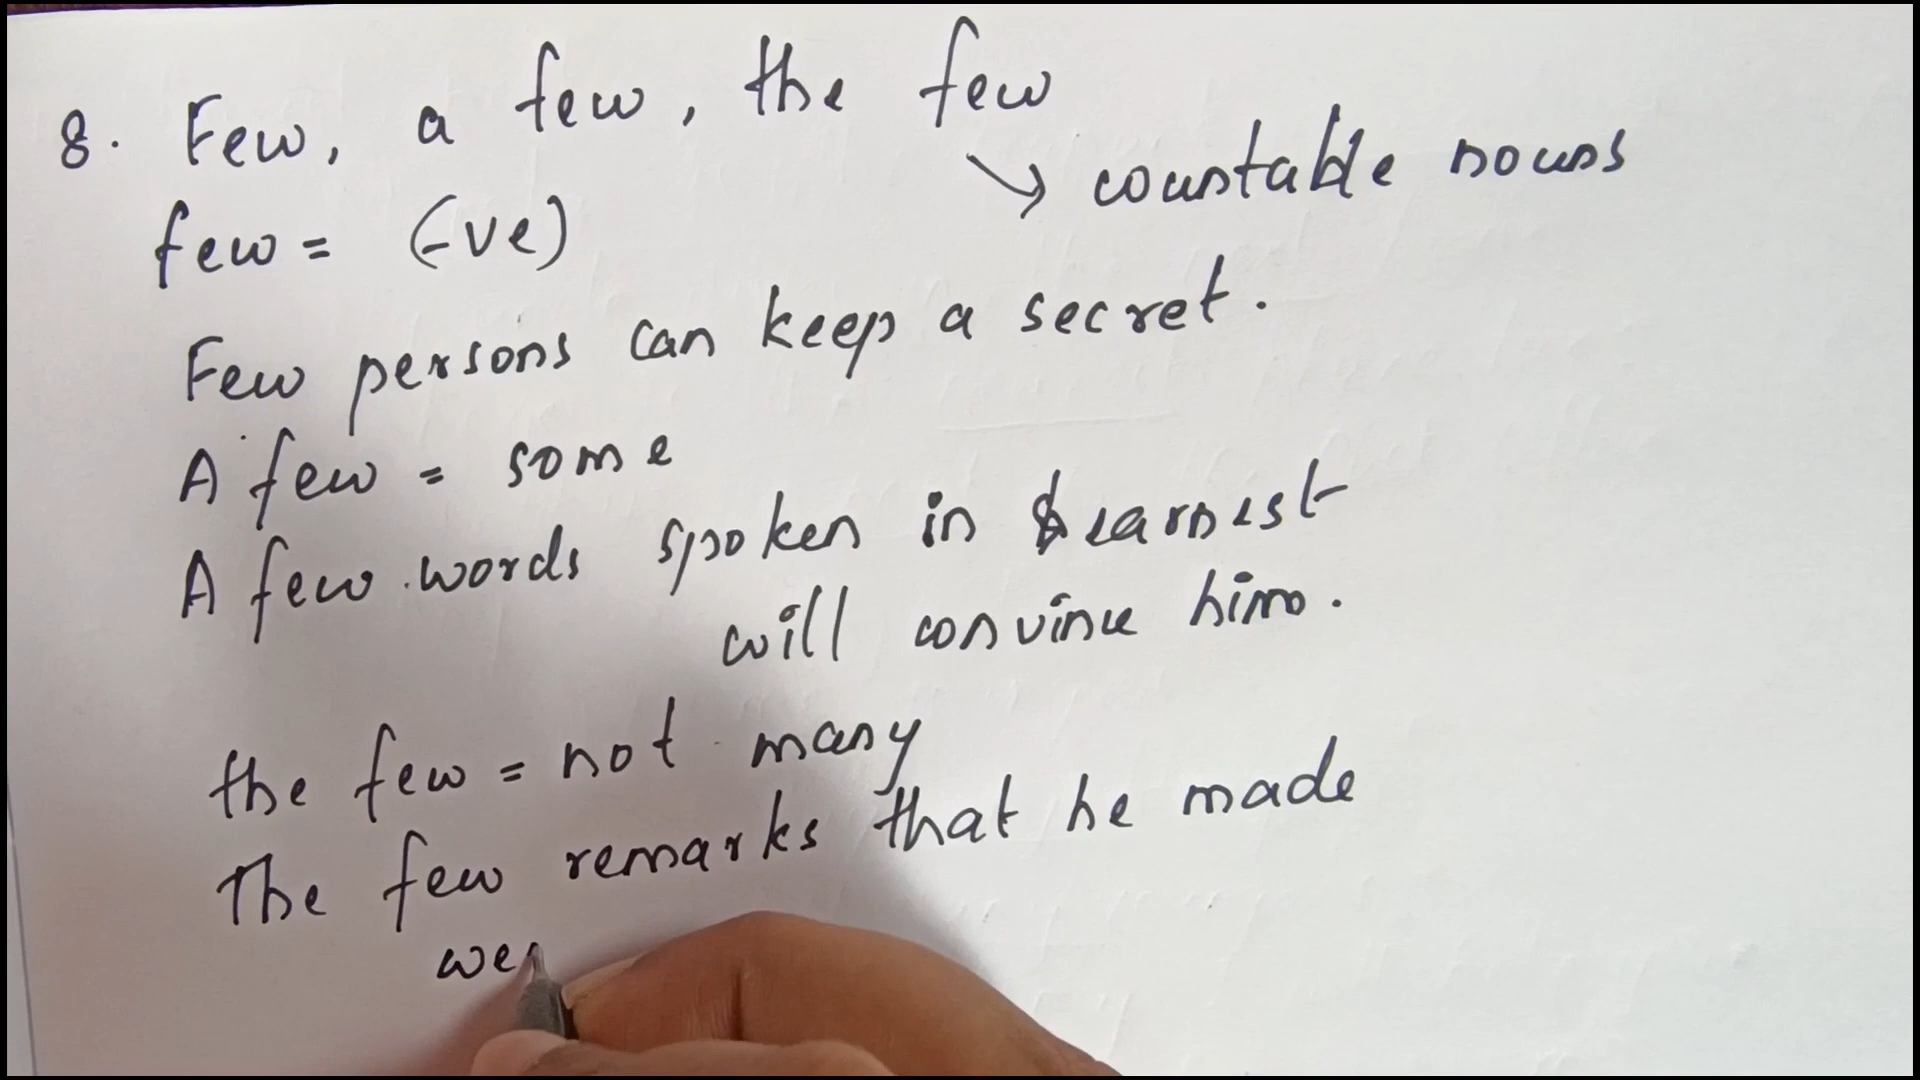 8. Few, a few, the few
→ countable nouns
few = (-ve)
Few persons can keep a secret.
A few = some
A few words spoken in earnest
will convince him.
the few = not many
The few remarks that he made
we